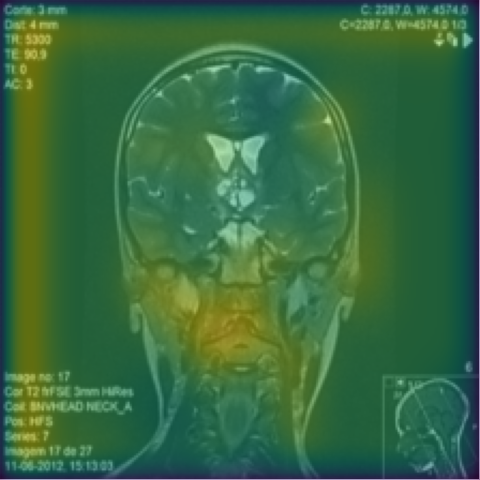 Corte: 3 mm
Dist: 4 mm
TR: 5300
TE: 90,9
TI: 0
AC: 3
C: 2287,0, W: 4574,0
C=2287,0, W=4574,0 1/3
6
Image no: 17
Cor T2 frFSE 3mm HiRes
Coil: 8NVHEAD NECK_A
Pos: HFS
Series: 7
Imagem 17 de 27
11-06-2012, 15:13:03